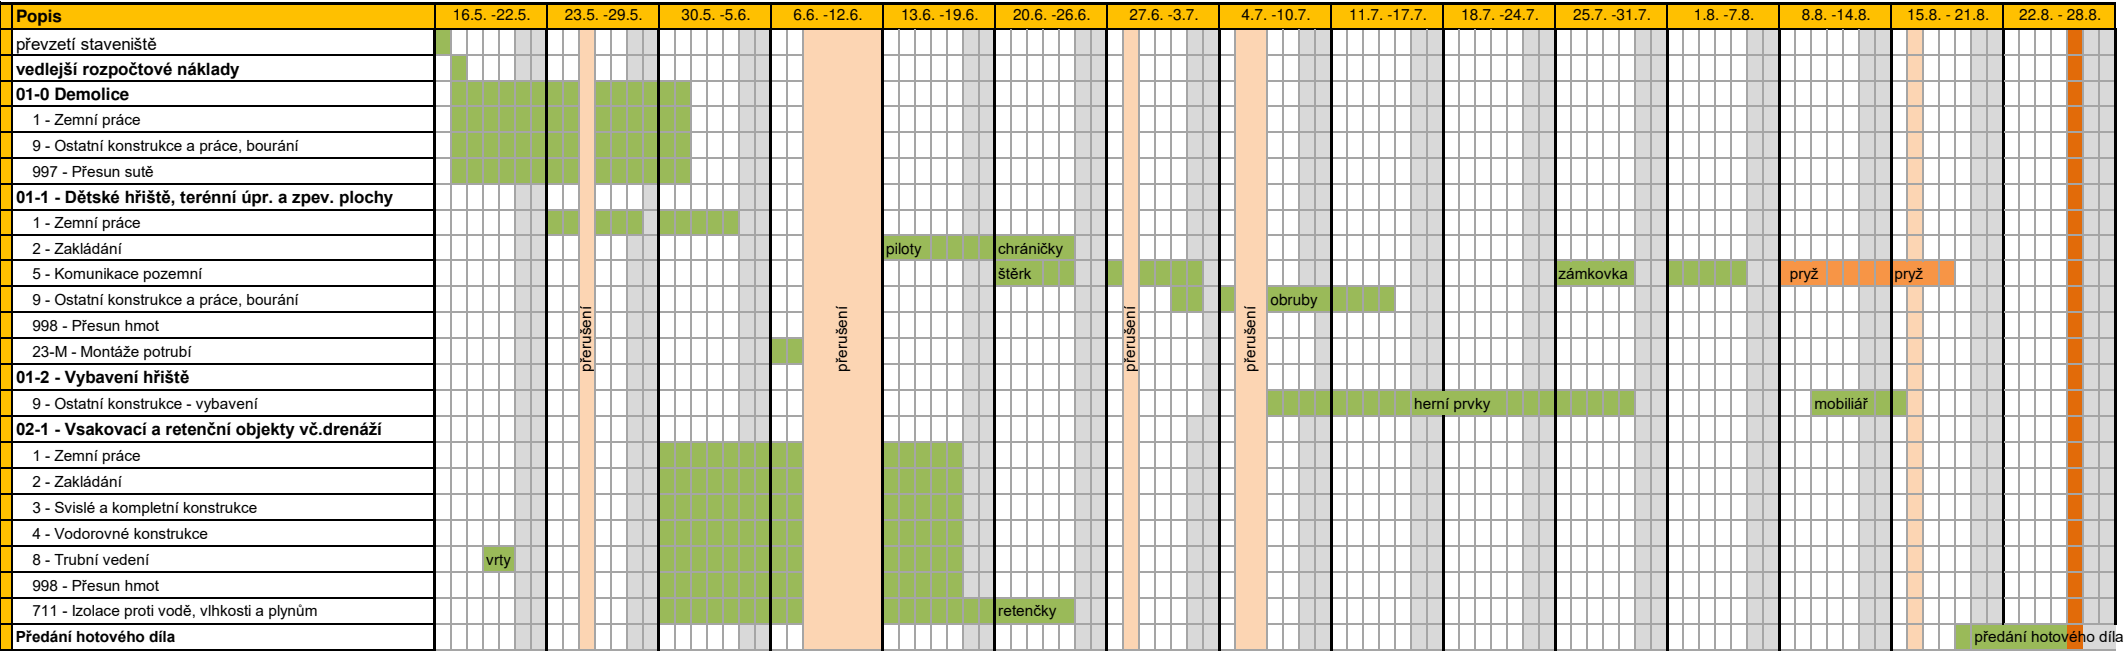 Popis 16.5. -22.5. 23.5. -29.5. 30.5. -5.6. 6.6. -12.6. 13.6. -19.6. 20.6. -26.6. 27.6. -3.7. 4.7. -10.7. 11.7. -17.7. 18.7. -24.7. 25.7. -31.7. 1.8. -7.8. 8.8. -14.8. 15.8. - 21.8. 22.8. - 28.8.
převzetí staveniště
vedlejší rozpočtové náklady
01-0 Demolice
1 - Zemní práce
9 - Ostatní konstrukce a práce, bourání
997 - Přesun sutě
01-1 - Dětské hřiště, terénní úpr. a zpev. plochy
1 - Zemní práce
2 - Zakládání piloty chráničky
5 - Komunikace pozemní štěrk zámkovka pryž pryž
9 - Ostatní konstrukce a práce, bourání obruby
998 - Přesun hmot
přerušení přerušení přerušení přerušení
23-M - Montáže potrubí
01-2 - Vybavení hřiště
9 - Ostatní konstrukce - vybavení herní prvky mobiliář
02-1 - Vsakovací a retenční objekty vč.drenáží
1 - Zemní práce
2 - Zakládání
3 - Svislé a kompletní konstrukce
4 - Vodorovné konstrukce
8 - Trubní vedení vrty
998 - Přesun hmot
711 - Izolace proti vodě, vlhkosti a plynům retenčky
Předání hotového díla předání hotového díla